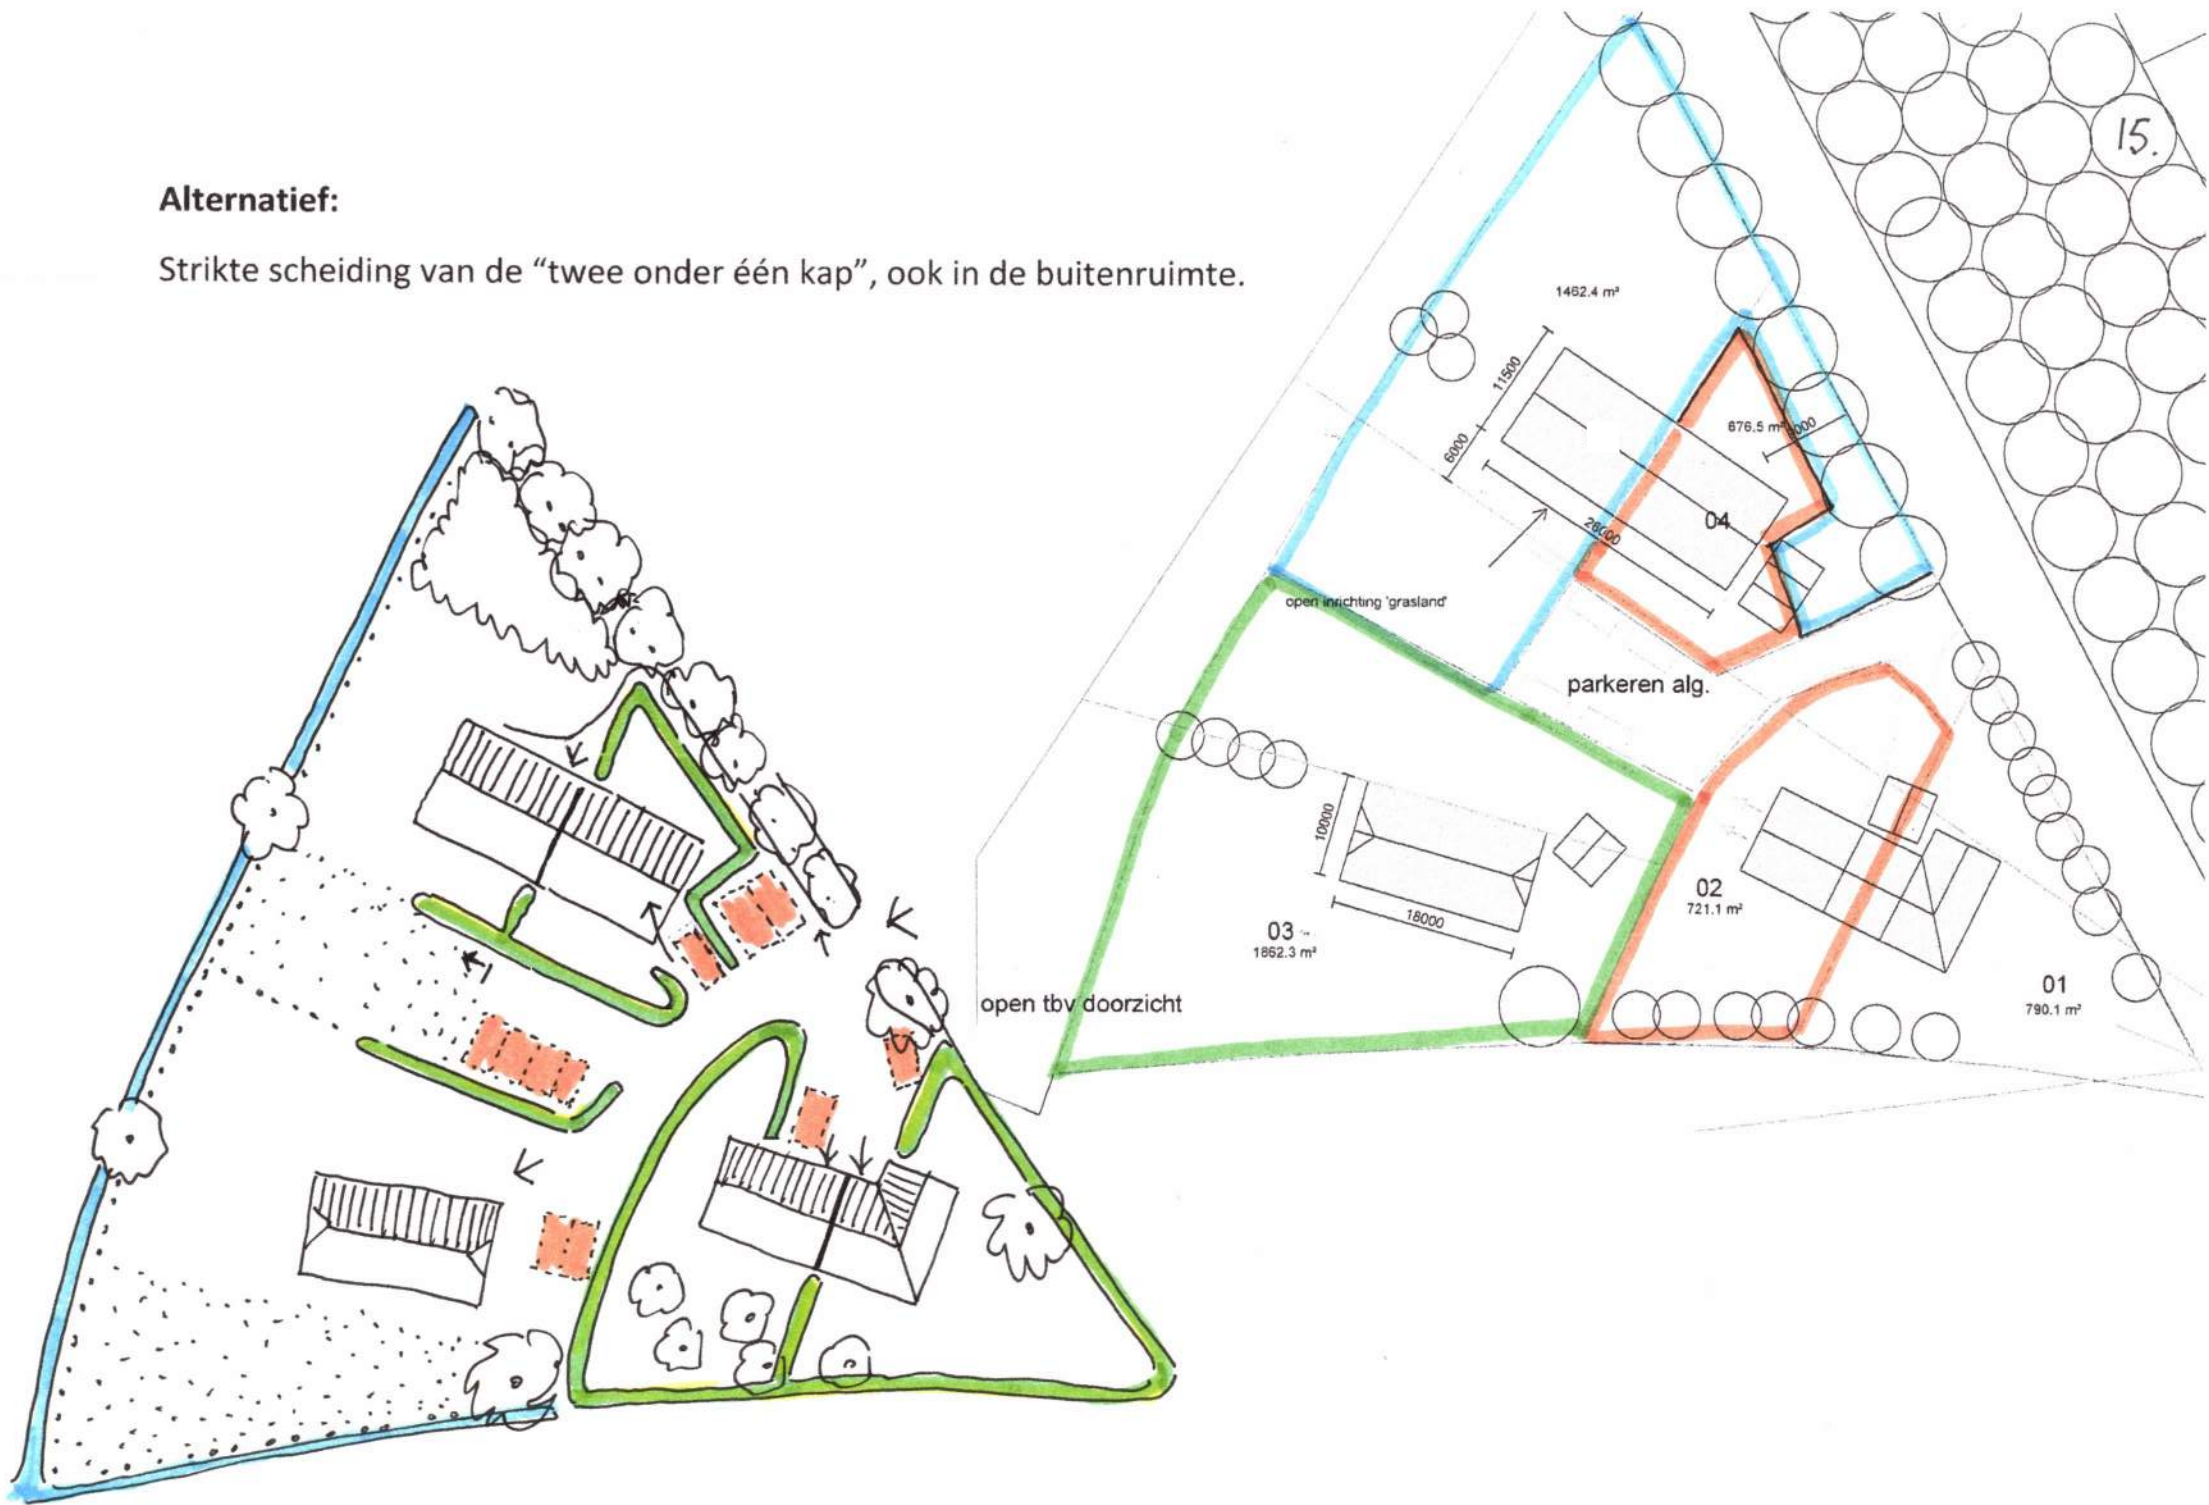 Alternatief:
Strikte scheiding van de “twee onder één kap”, ook in de buitenruimte.
15.
1462.4 m²
11500
6000
676.5 m²
000
04
26000
open inrichting 'grasland'
parkeren alg.
10000
18000
02
721.1 m²
03
1862.3 m²
01
790.1 m²
open tbv doorzicht